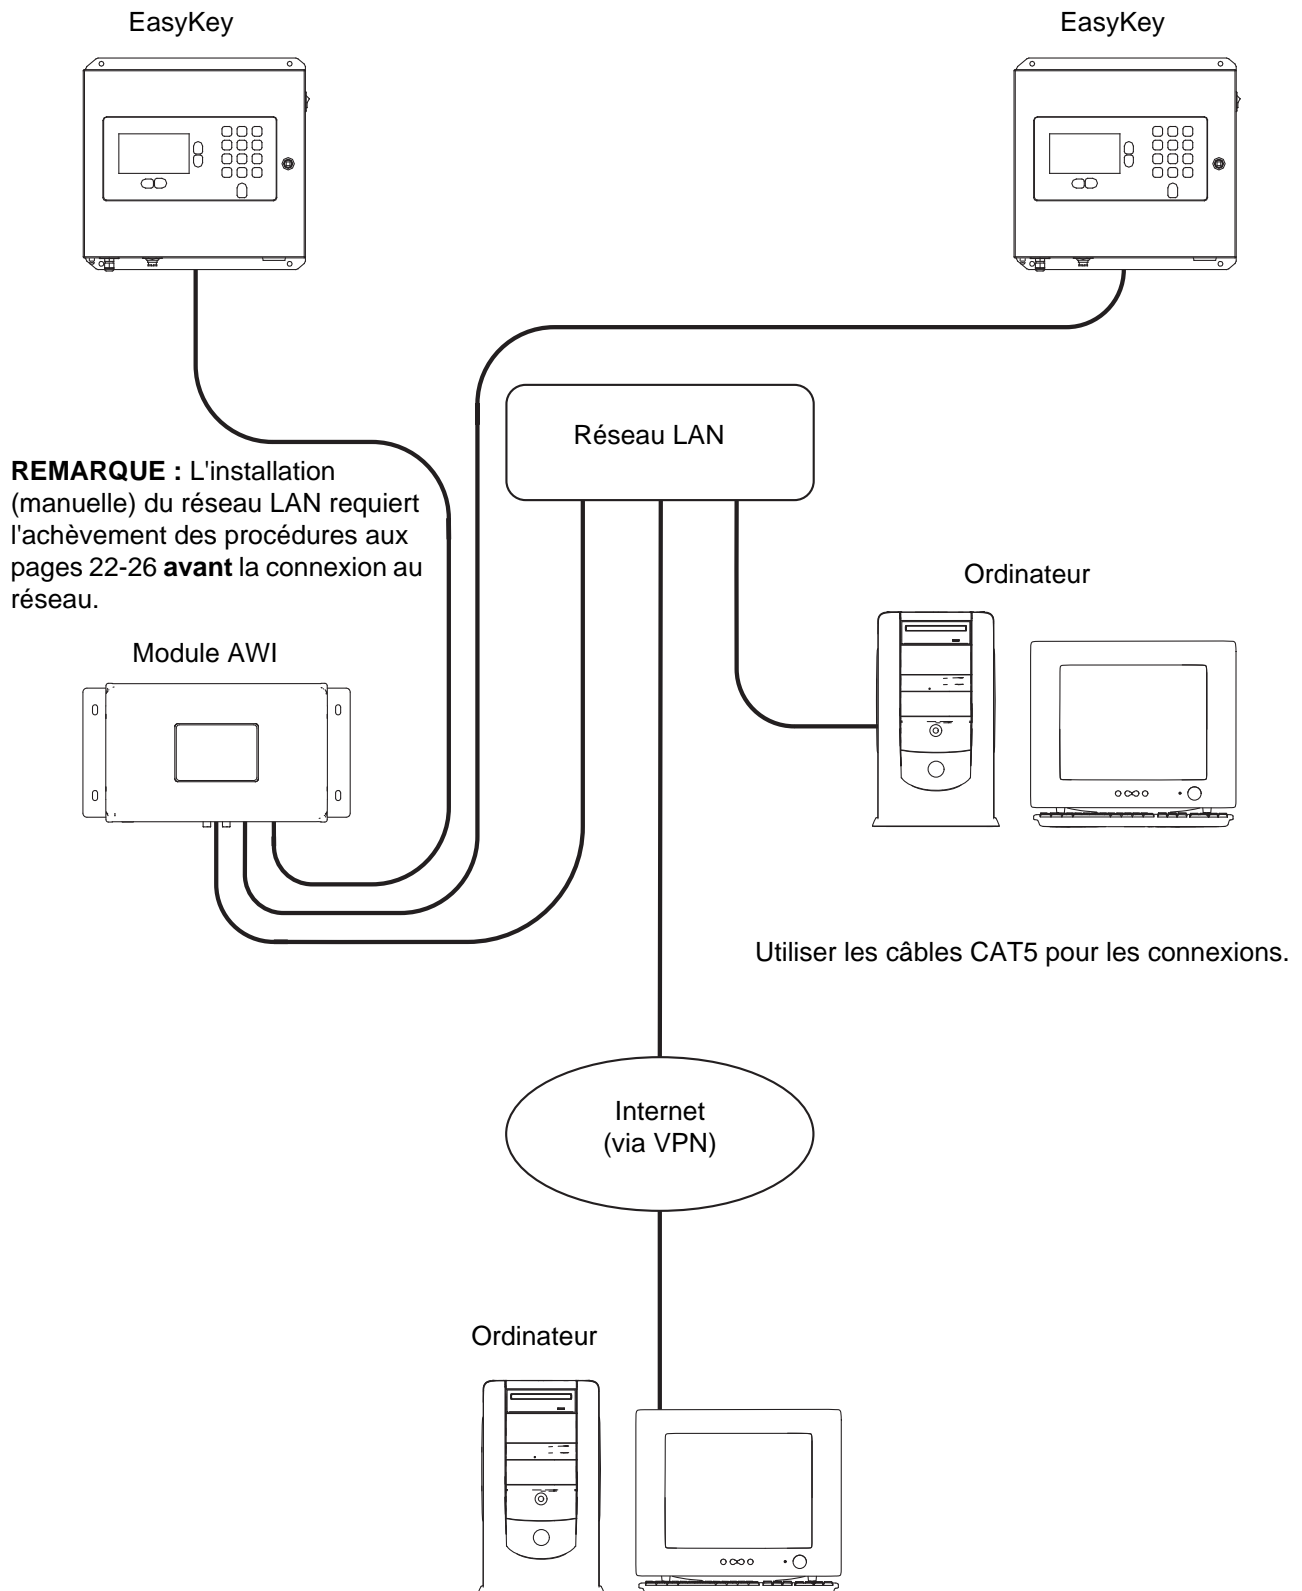 EasyKey
EasyKey
Réseau LAN
REMARQUE : L'installation
(manuelle) du réseau LAN requiert
l'achèvement des procédures aux
pages 22-26 avant la connexion au
réseau.
Ordinateur
Module AWI
Utiliser les câbles CAT5 pour les connexions.
Internet
(via VPN)
Ordinateur